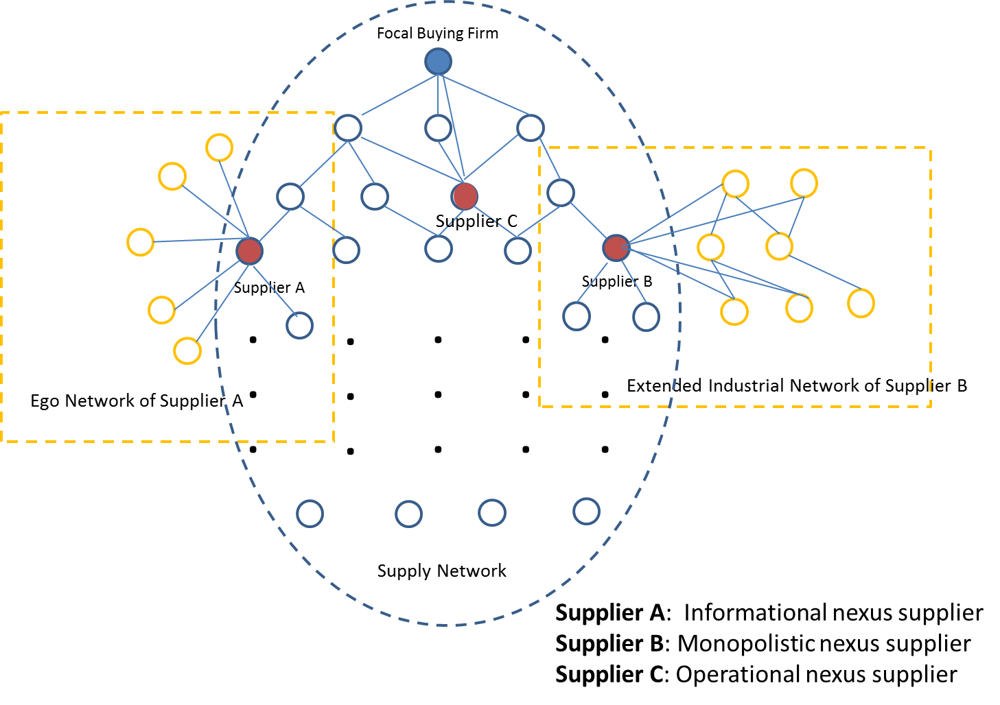 Focal Buying Firm
Supplier C
Supplier A
Supplier B
Extended Industrial Network of Supplier B
Ego Network of Supplier A
Supply Network
Supplier A: Informational nexus supplier
Supplier B: Monopolistic nexus supplier
Supplier C: Operational nexus supplier